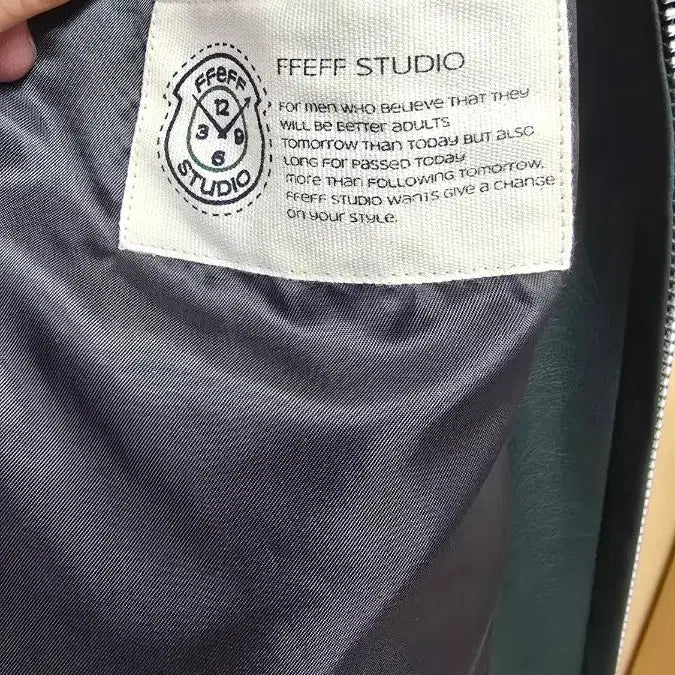 FFeFF
12
3 9
6
STUDIO
FFEFF STUDIO
FOR men WHO BELIEVE THAT THEY
WILL BE BETTER ADULTS
TOMORROW THAN TODAY BUT ALSO
LONG FOR PASSED TODAY
more THAN FOLLOWING TOMORROW,
FFEFF STUDIO WANTS GIVE A CHANGE
on YOUR STYLE.